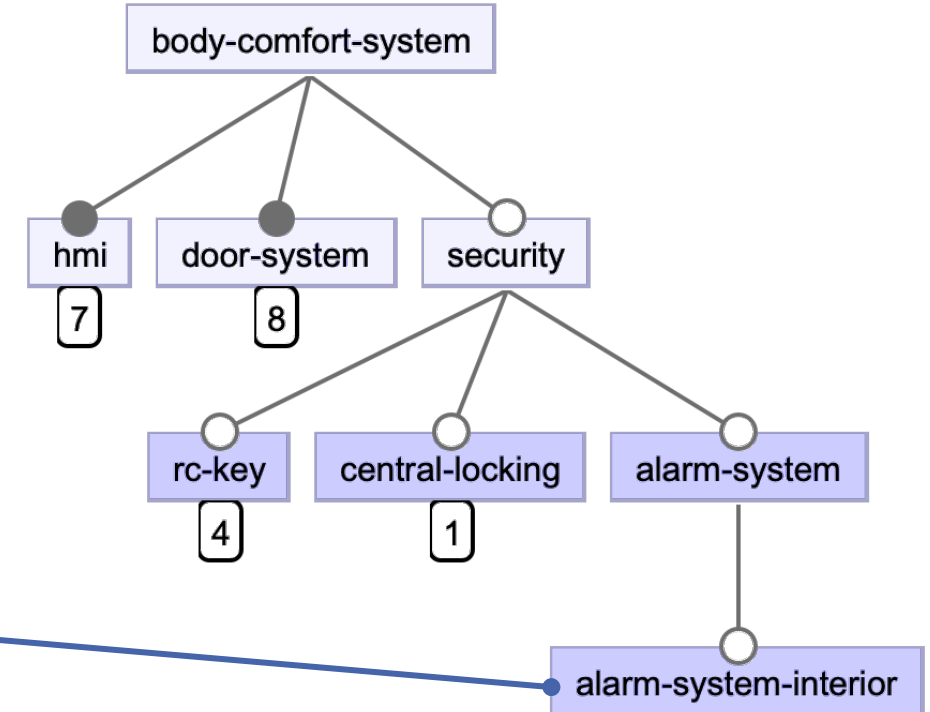 body-comfort-system
hmi
door-system
security
7
8
rc-key
central-locking
alarm-system
4
1
alarm-system-interior